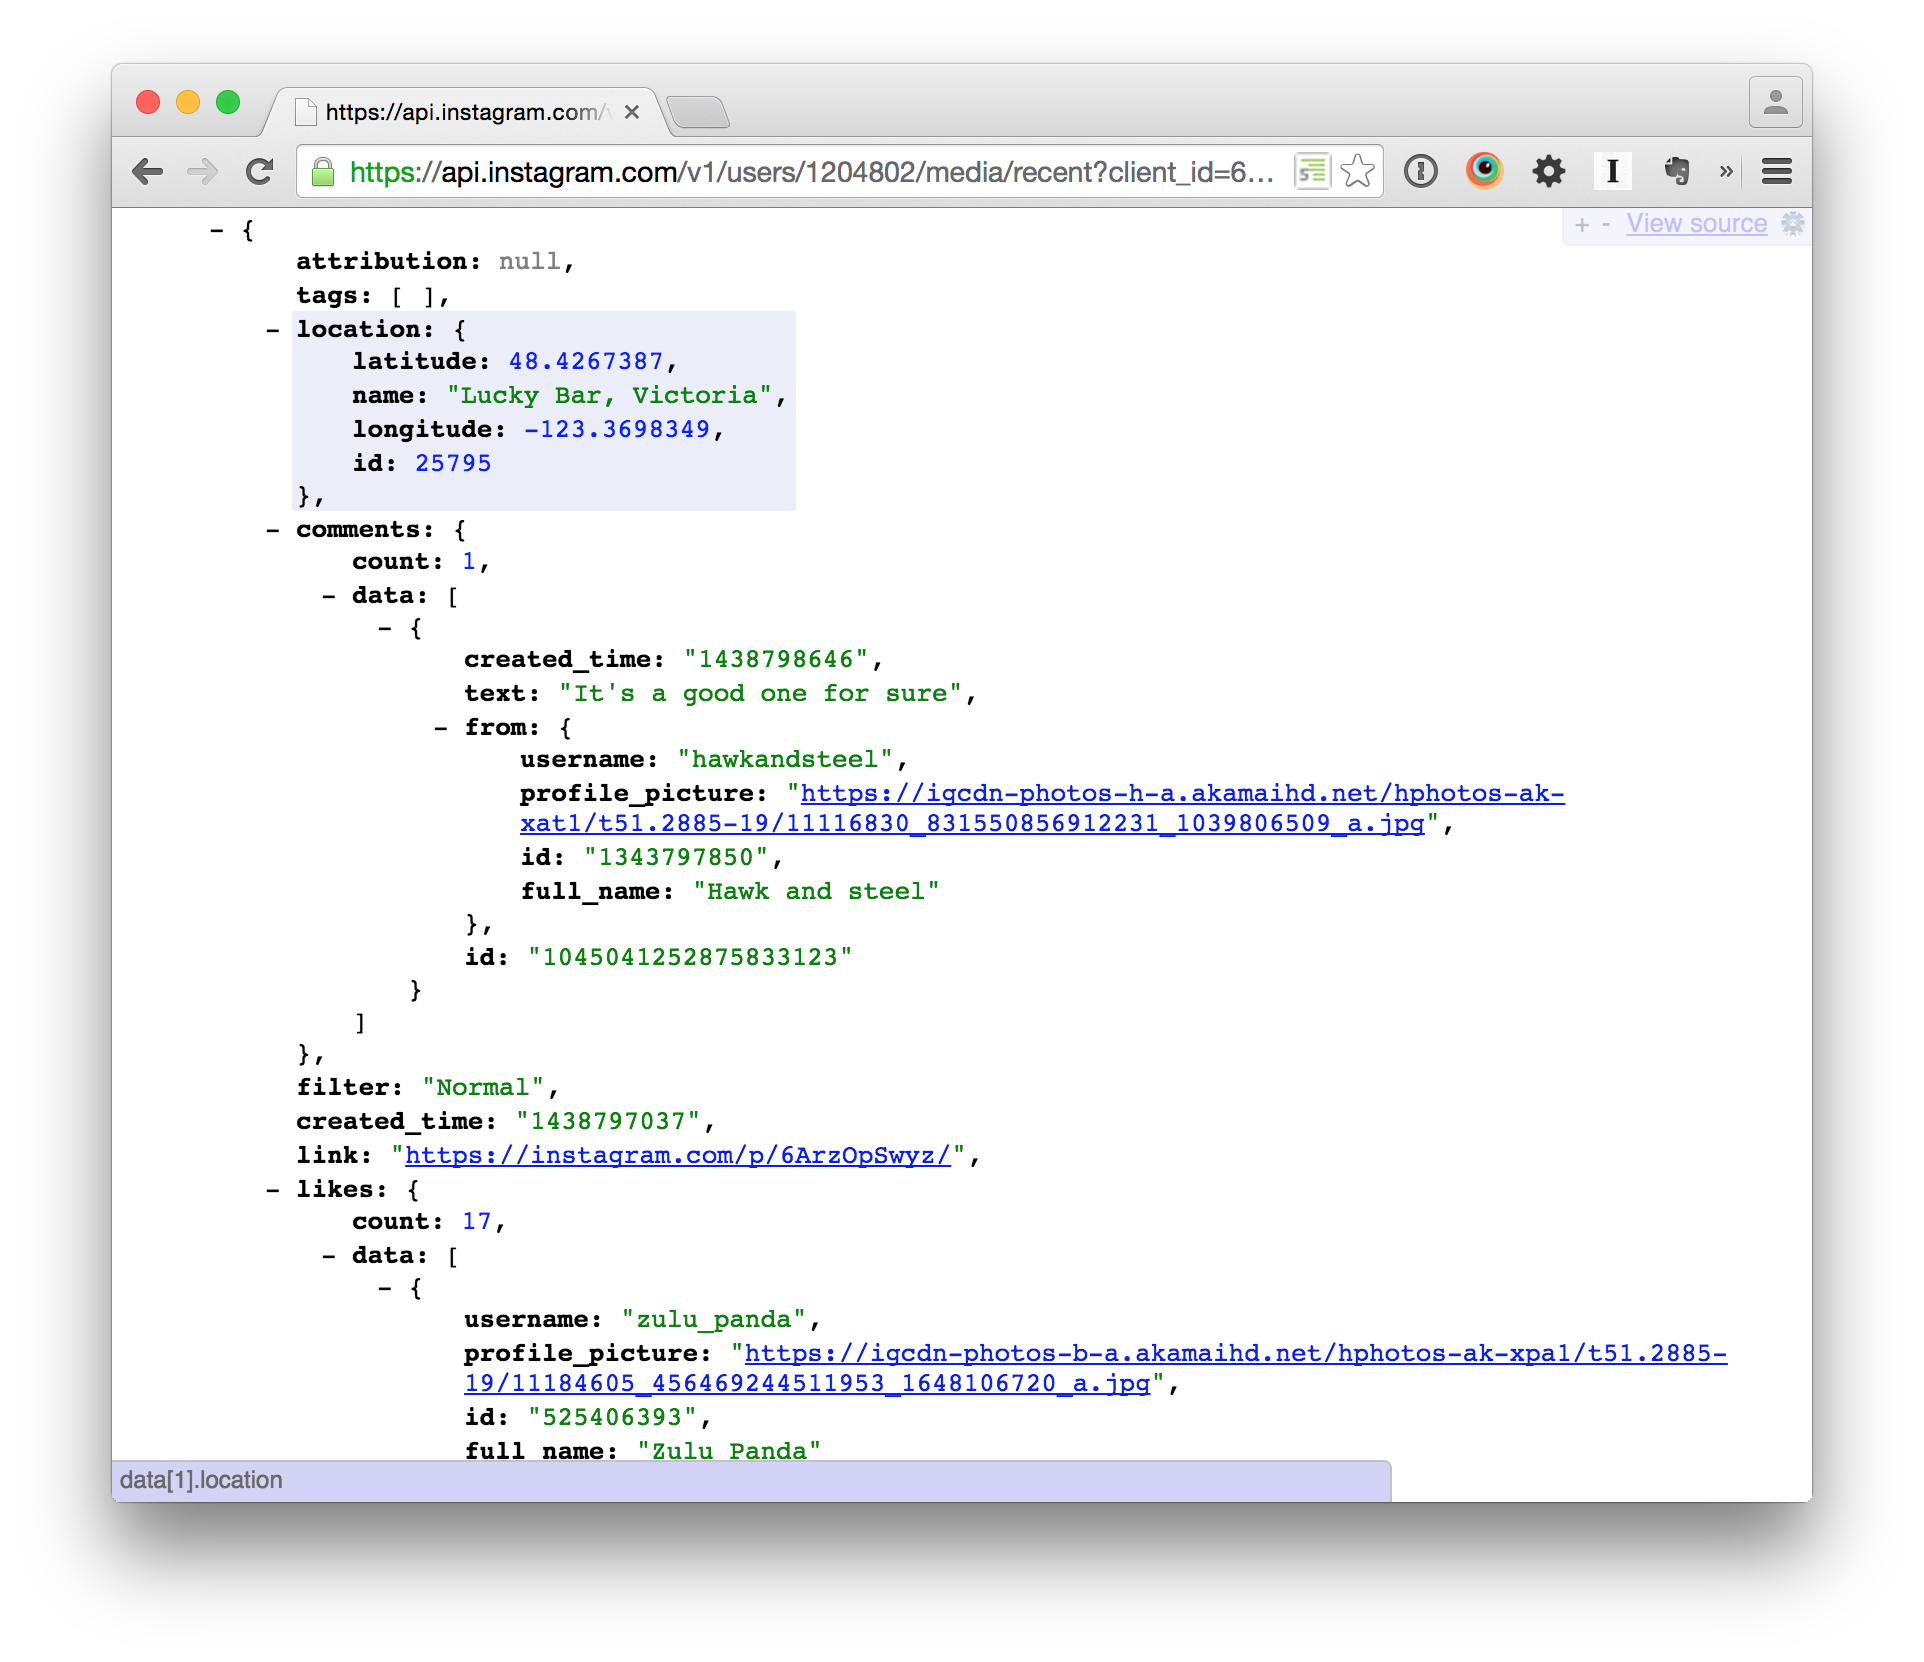 https://api.instagram.com/
https://api.instagram.com/v1/users/1204802/media/recent?client_id=6...
+ - View source
- {
attribution: null,
tags: [ ],
- location: {
latitude: 48.4267387,
name: "Lucky Bar, Victoria",
longitude: -123.3698349,
id: 25795
},
- comments: {
count: 1,
- data: [
- {
created_time: "1438798646",
text: "It's a good one for sure",
- from: {
username: "hawkandsteel",
profile_picture: "https://igcdn-photos-h-a.akamaihd.net/hphotos-ak-
xat1/t51.2885-19/11116830_831550856912231_1039806509_a.jpg",
id: "1343797850",
full_name: "Hawk and steel"
},
id: "1045041252875833123"
}
]
},
filter: "Normal",
created_time: "1438797037",
link: "https://instagram.com/p/6ArzOpSwyz/",
- likes: {
count: 17,
- data: [
- {
username: "zulu_panda",
profile_picture: "https://igcdn-photos-b-a.akamaihd.net/hphotos-ak-xpa1/t51.2885-
19/11184605_456469244511953_1648106720_a.jpg",
id: "525406393",
full_name: "Zulu Panda"
data[1].location